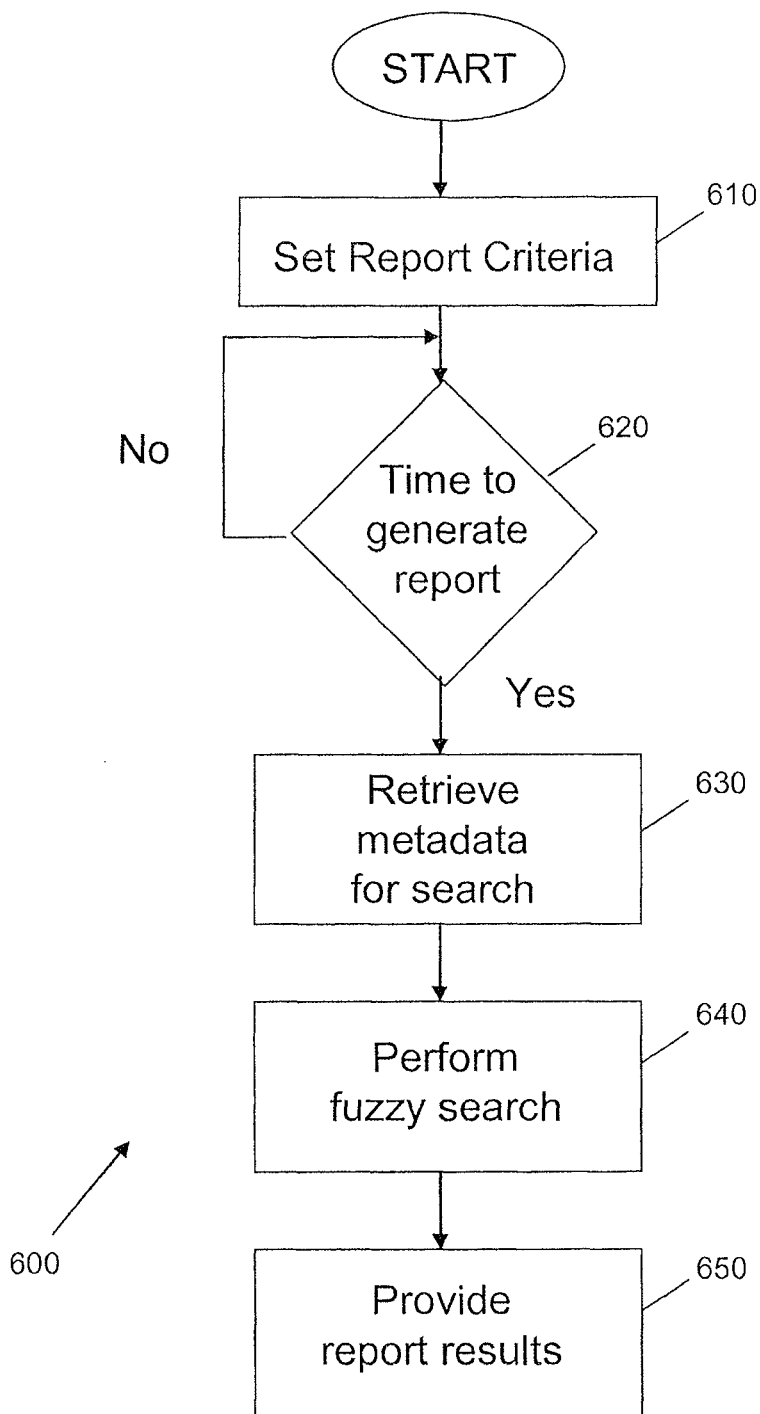 START
610
Set Report Criteria
No
620
Time to
generate
report
Yes
630
Retrieve
metadata
for search
640
Perform
fuzzy search
600
650
Provide
report results